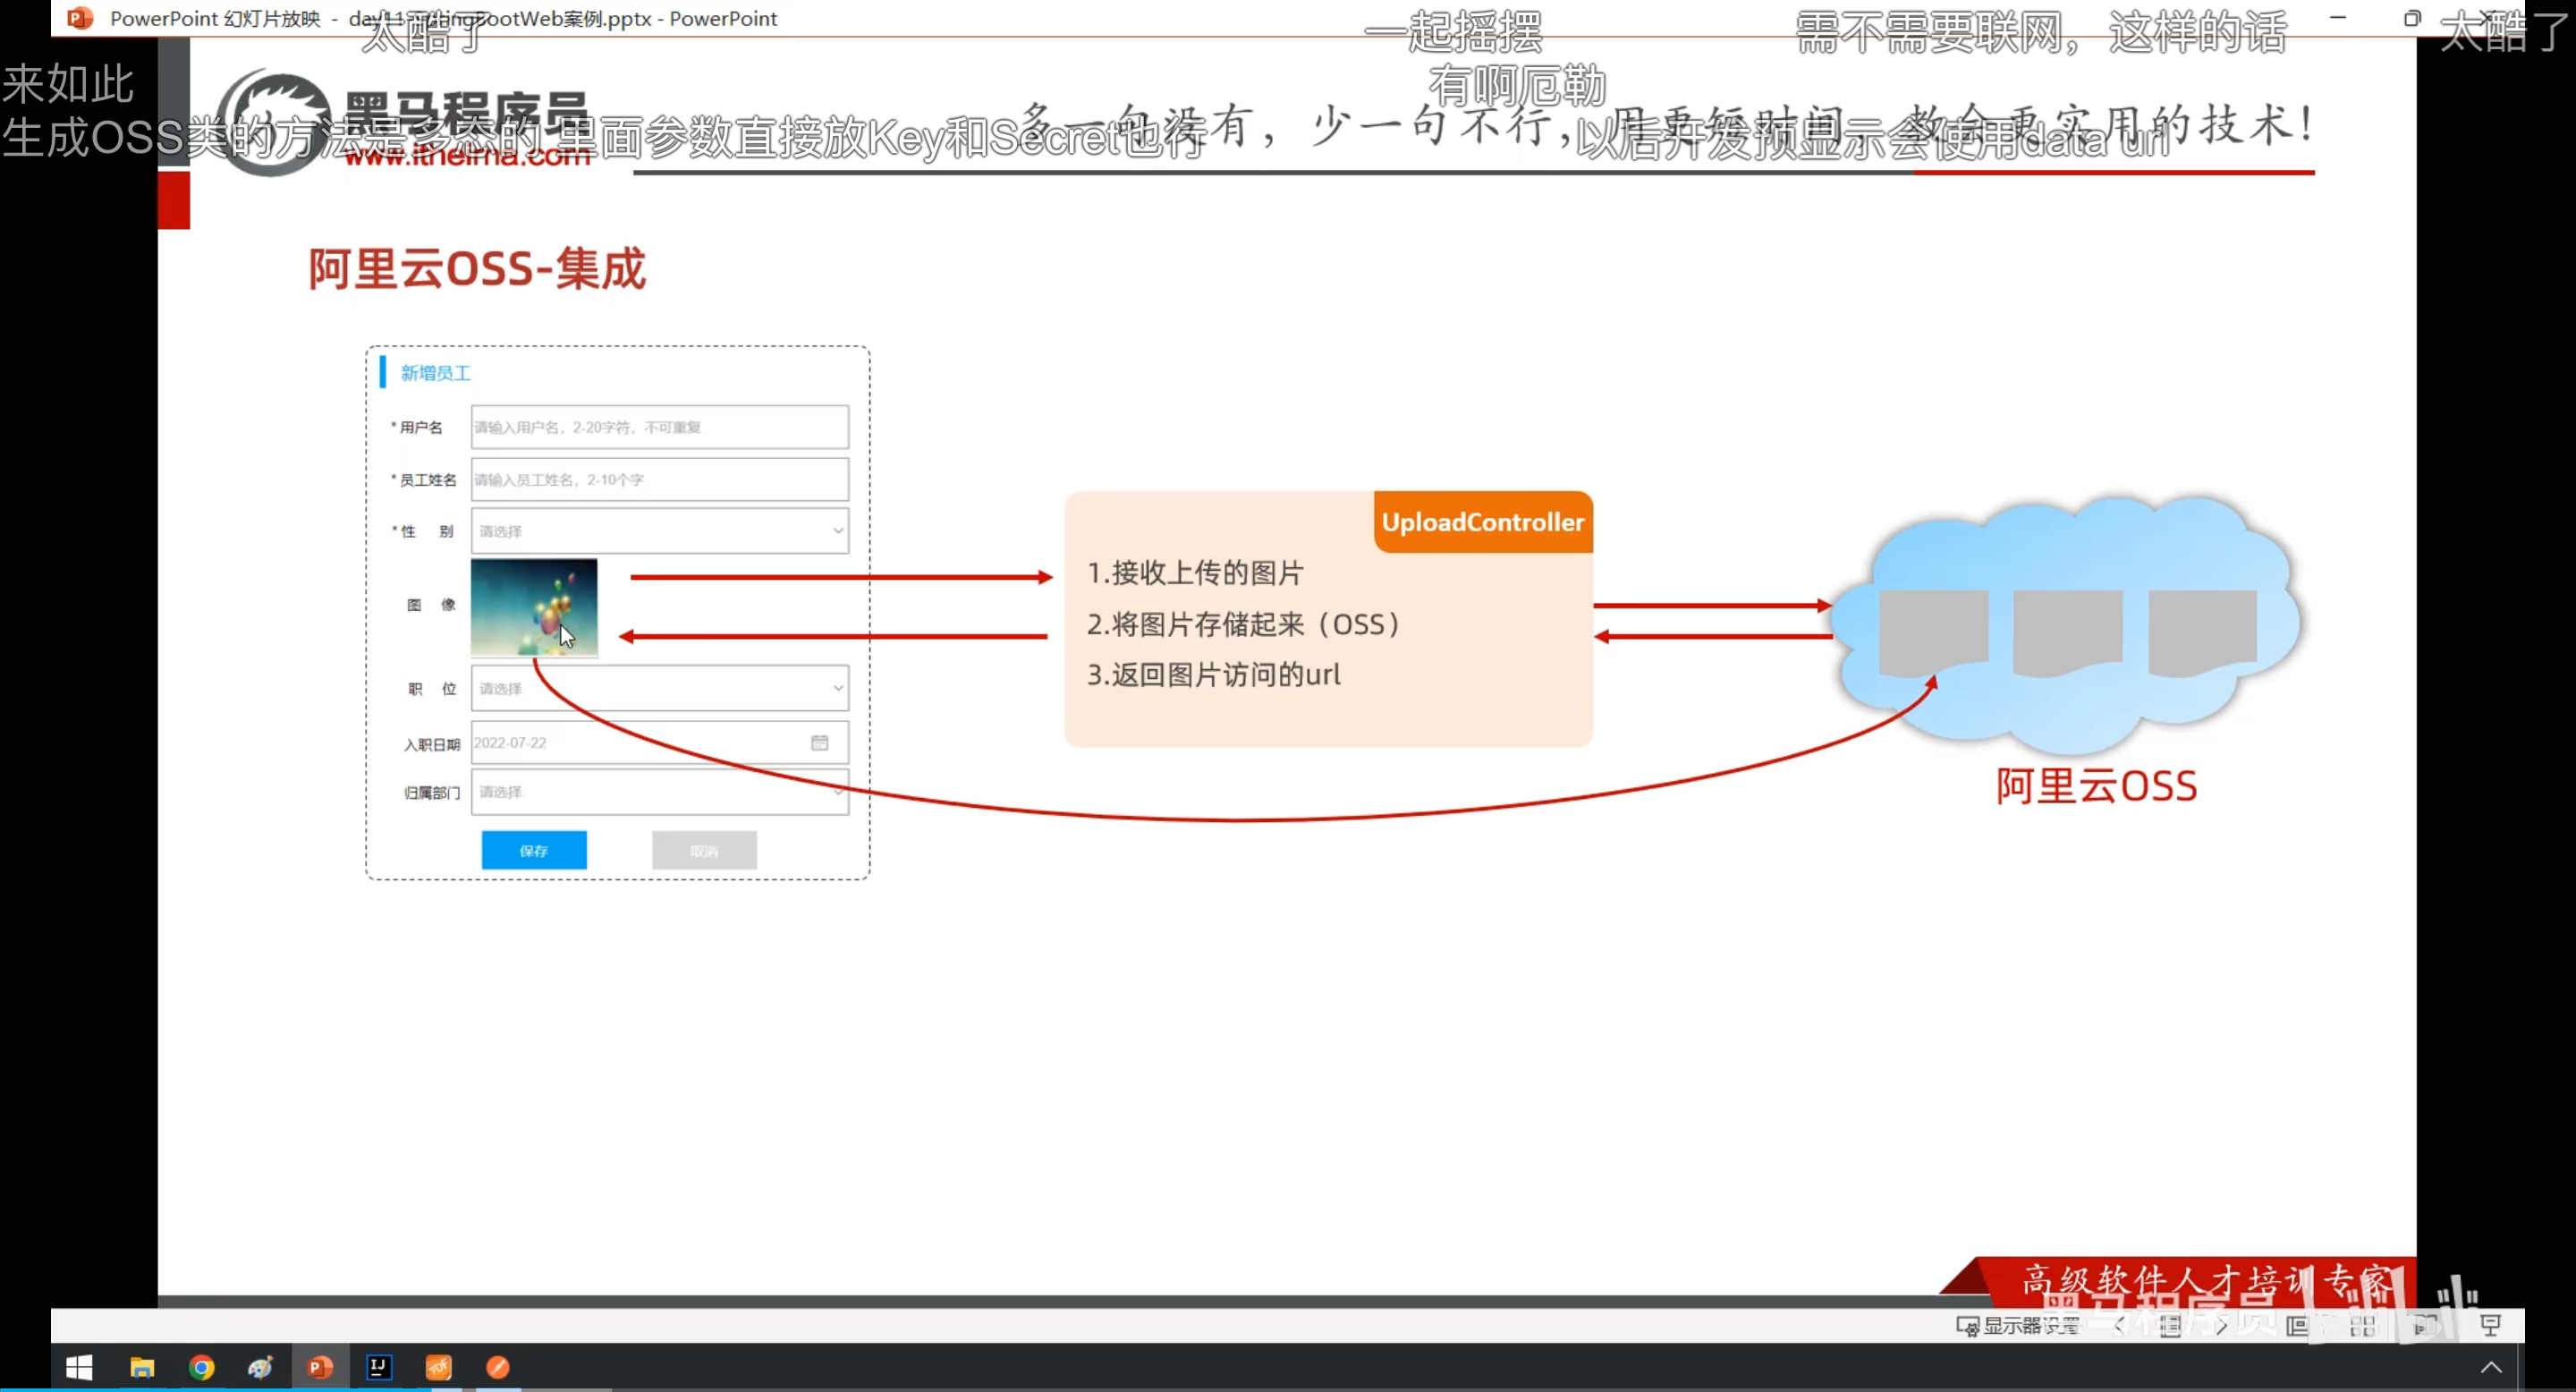 PowerPoint 幻灯片放映 - day11-SpringBootWeb案例.pptx - PowerPoint
太酷了
一起摇摆
需不需要联网，这样的话
太酷了
来如此
有啊厄勒
黑马程序员
www.itheima.com
多一句没有，少一句不行，用更短时间，教会更实用的技术！
生成OSS类的方法是多态的 里面参数直接放Key和Secret也行
以后开发预显示会使用data url
阿里云OSS-集成
新增员工
* 用户名
请输入用户名，2-20字符，不可重复
* 员工姓名
请输入员工姓名，2-10个字
* 性 别
请选择
图 像
职 位
请选择
入职日期
2022-07-22
归属部门
请选择
保存
取消
UploadController
1.接收上传的图片
2.将图片存储起来（OSS）
3.返回图片访问的url
阿里云OSS
高级软件人才培训专家
黑马程序员
显示器设置